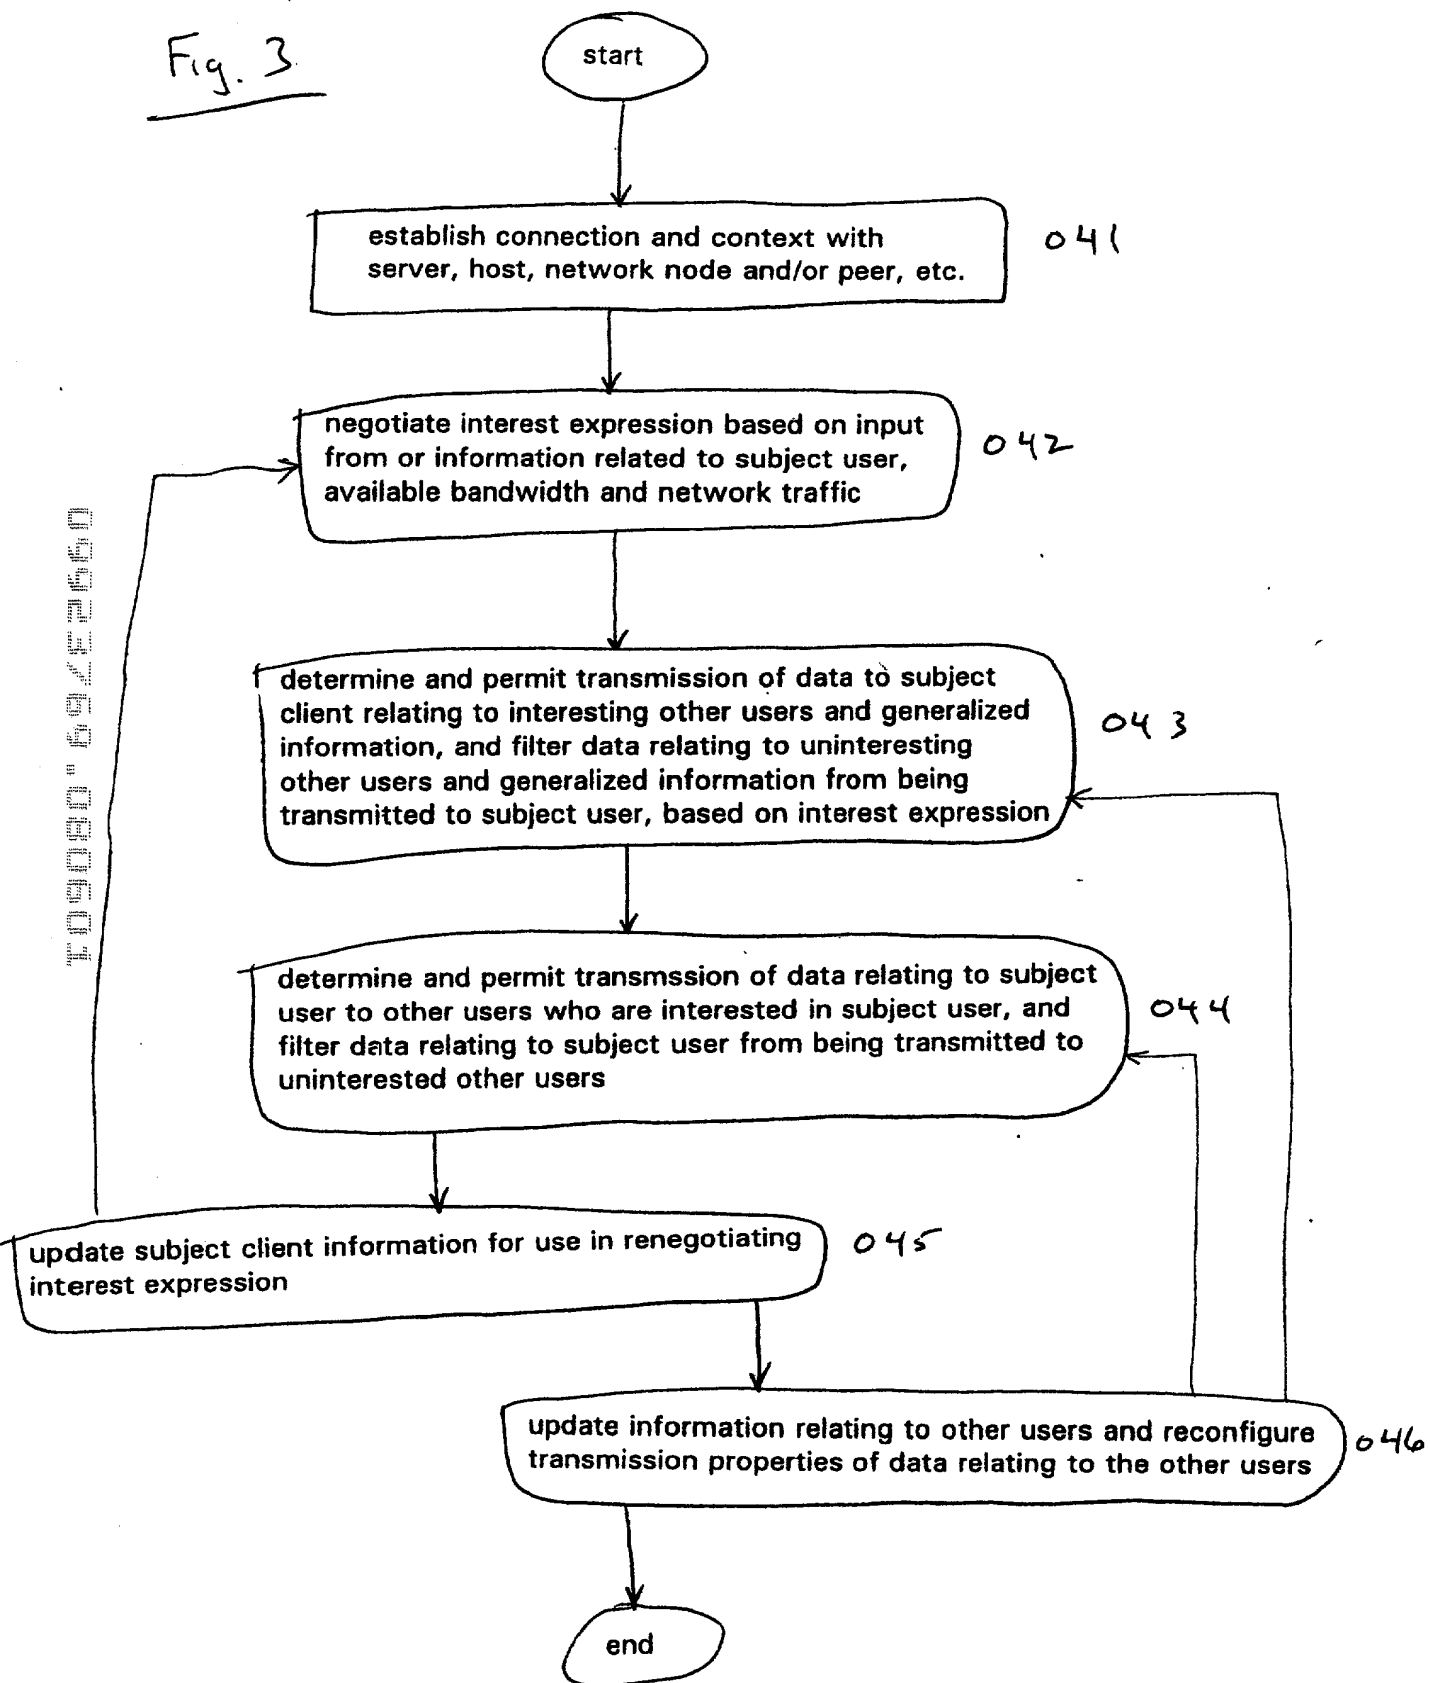 Fig. 3
start
establish connection and context with
server, host, network node and/or peer, etc.
041
negotiate interest expression based on input
from or information related to subject user,
available bandwidth and network traffic
042
determine and permit transmission of data to subject
client relating to interesting other users and generalized
information, and filter data relating to uninteresting
other users and generalized information from being
transmitted to subject user, based on interest expression
043
determine and permit transmssion of data relating to subject
user to other users who are interested in subject user, and
filter data relating to subject user from being transmitted to
uninterested other users
044
update subject client information for use in renegotiating
interest expression
045
update information relating to other users and reconfigure
transmission properties of data relating to the other users
046
end
09923769.080601